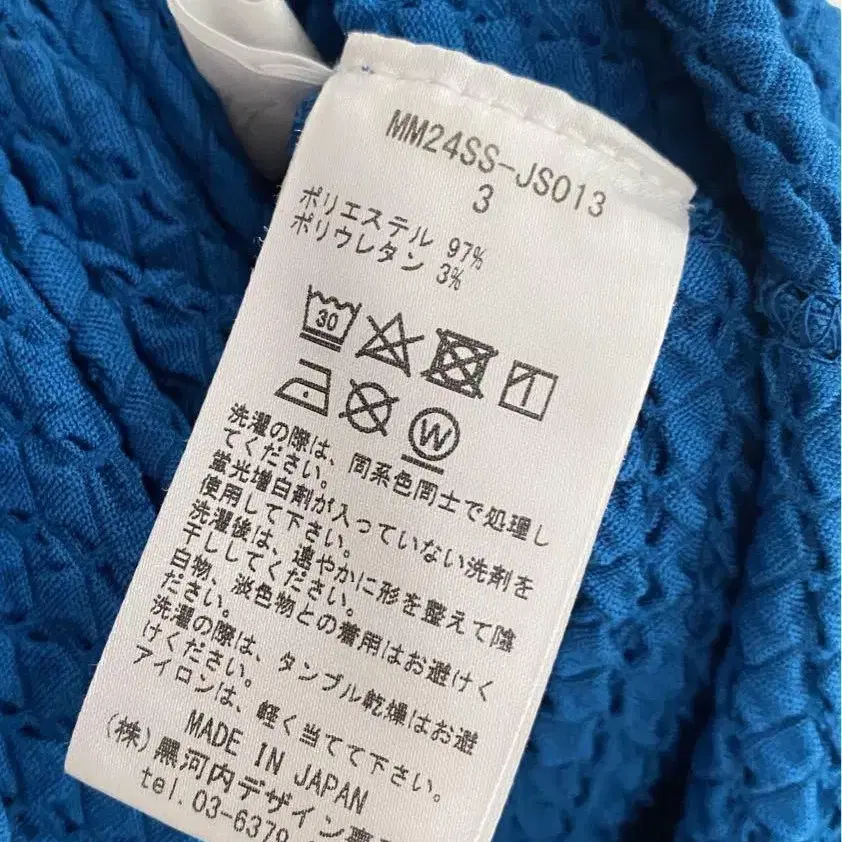 MM24SS-JS013
3
ポリエステル 97%
ポリウレタン 3%
30
W
洗濯の際は、同系色同士で処理し
てください。
蛍光増白剤が入っていない洗剤を
使用して下さい。
洗濯後は、速やかに形を整えて陰
干ししてください。
白物、淡色物との着用はお避けく
ださい。
洗濯の際は、タンブル乾燥はお避
けください。
アイロンは、軽く当てて下さい。
MADE IN JAPAN
(株)黒河内デザイン事
tel.03-6379